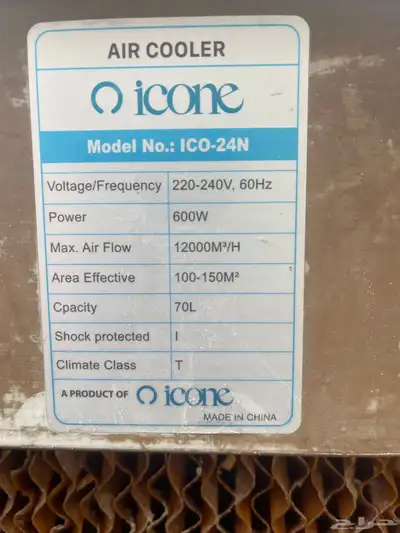 AIR COOLER
icone
Model No.: ICO-24N
Voltage/Frequency 220-240V, 60Hz
Power 600W
Max. Air Flow 12000M³/H
Area Effective 100-150M²
Cpacity 70L
Shock protected I
Climate Class T
A PRODUCT OF icone
MADE IN CHINA
حراج